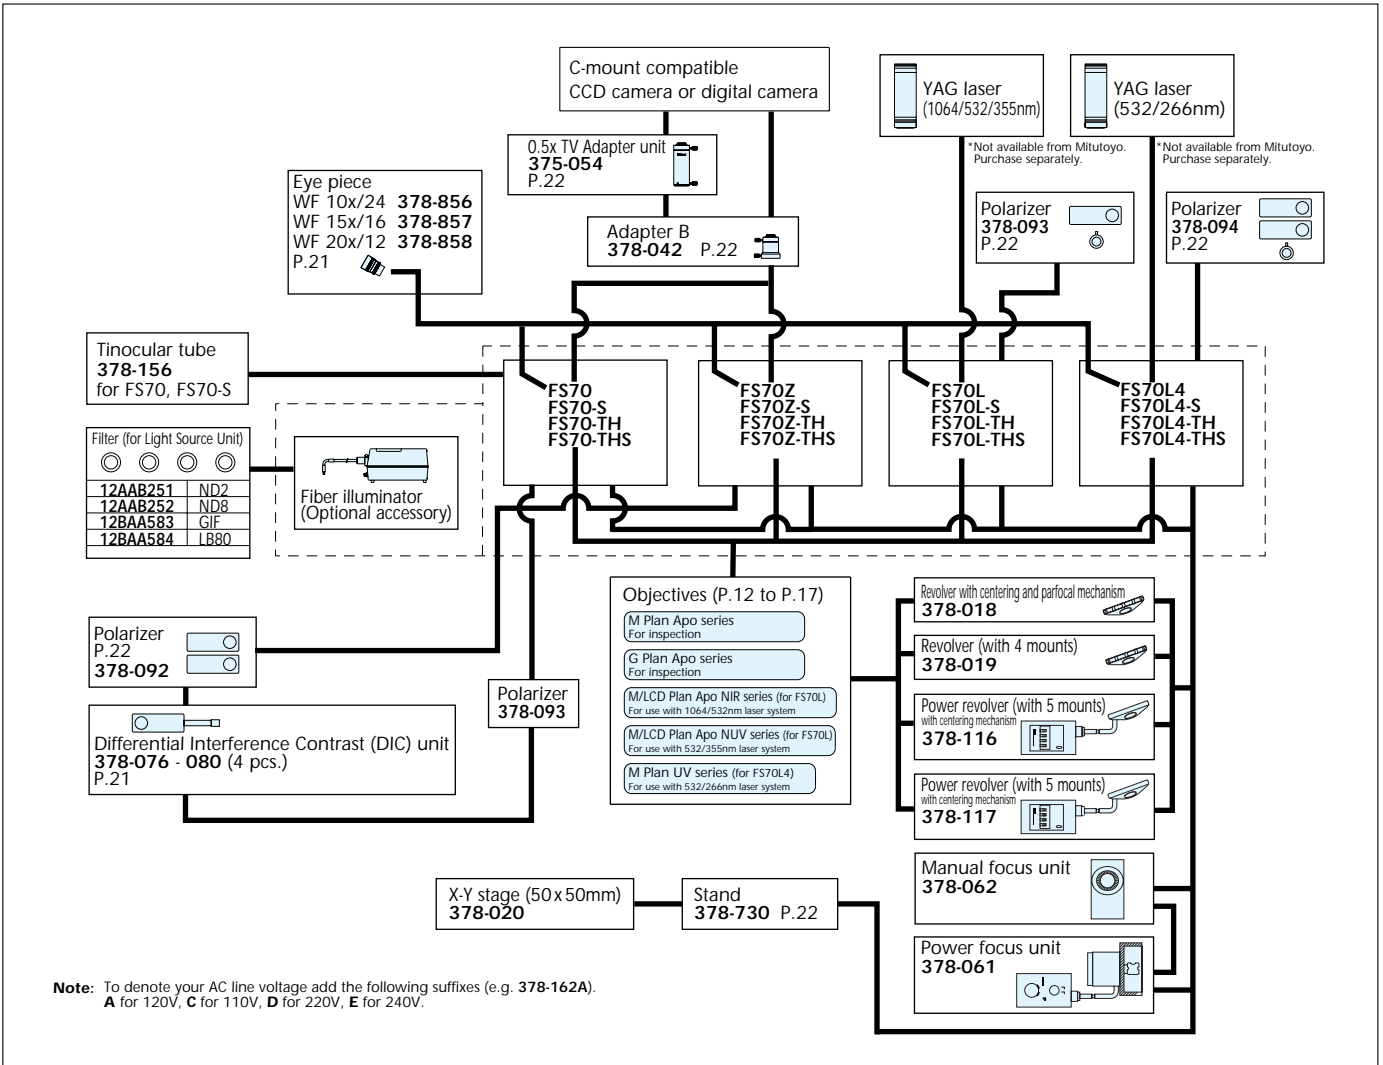 C-mount compatible
CCD camera or digital camera
YAG laser
(1064/532/355nm)
*Not available from Mitutoyo.
Purchase separately.
YAG laser
(532/266nm)
*Not available from Mitutoyo.
Purchase separately.
0.5x TV Adapter unit
375-054
P.22
Eye piece
WF 10x/24 378-856
WF 15x/16 378-857
WF 20x/12 378-858
P.21
Adapter B
378-042 P.22
Polarizer
378-093
P.22
Polarizer
378-094
P.22
Tinocular tube
378-156
for FS70, FS70-S
FS70
FS70-S
FS70-TH
FS70-THS
FS70Z
FS70Z-S
FS70Z-TH
FS70Z-THS
FS70L
FS70L-S
FS70L-TH
FS70L-THS
FS70L4
FS70L4-S
FS70L4-TH
FS70L4-THS
Filter (for Light Source Unit)
12AAB251 ND2
12AAB252 ND8
12BAA583 GIF
12BAA584 LB80
Fiber illuminator
(Optional accessory)
Objectives (P.12 to P.17)
M Plan Apo series
For inspection
G Plan Apo series
For inspection
M/LCD Plan Apo NIR series (for FS70L)
For use with 1064/532nm laser system
M/LCD Plan Apo NUV series (for FS70L)
For use with 532/355nm laser system
M Plan UV series (for FS70L4)
For use with 532/266nm laser system
Revolver with centering and parfocal mechanism
378-018
Revolver (with 4 mounts)
378-019
Power revolver (with 5 mounts)
with centering mechanism
378-116
Power revolver (with 5 mounts)
with centering mechanism
378-117
Polarizer
P.22
378-092
Polarizer
378-093
Differential Interference Contrast (DIC) unit
378-076 - 080 (4 pcs.)
P.21
Manual focus unit
378-062
X-Y stage (50 x 50mm)
378-020
Stand
378-730 P.22
Power focus unit
378-061
Note: To denote your AC line voltage add the following suffixes (e.g. 378-162A).
A for 120V, C for 110V, D for 220V, E for 240V.